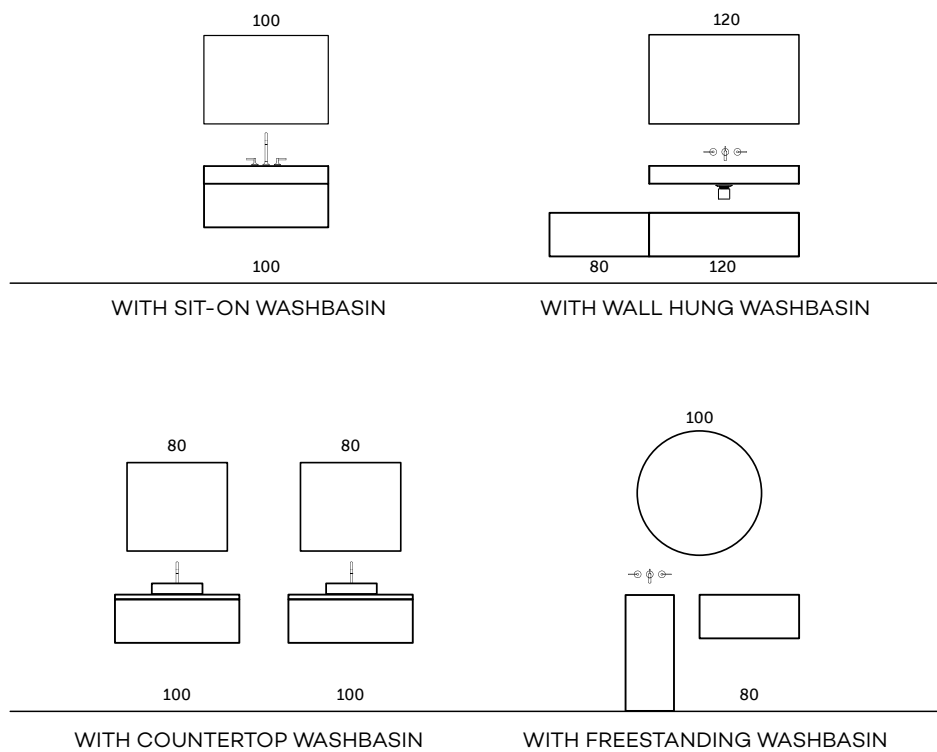 100
120
100
80
120
WITH SIT-ON WASHBASIN
WITH WALL HUNG WASHBASIN
80
80
100
100
100
80
WITH COUNTERTOP WASHBASIN
WITH FREESTANDING WASHBASIN